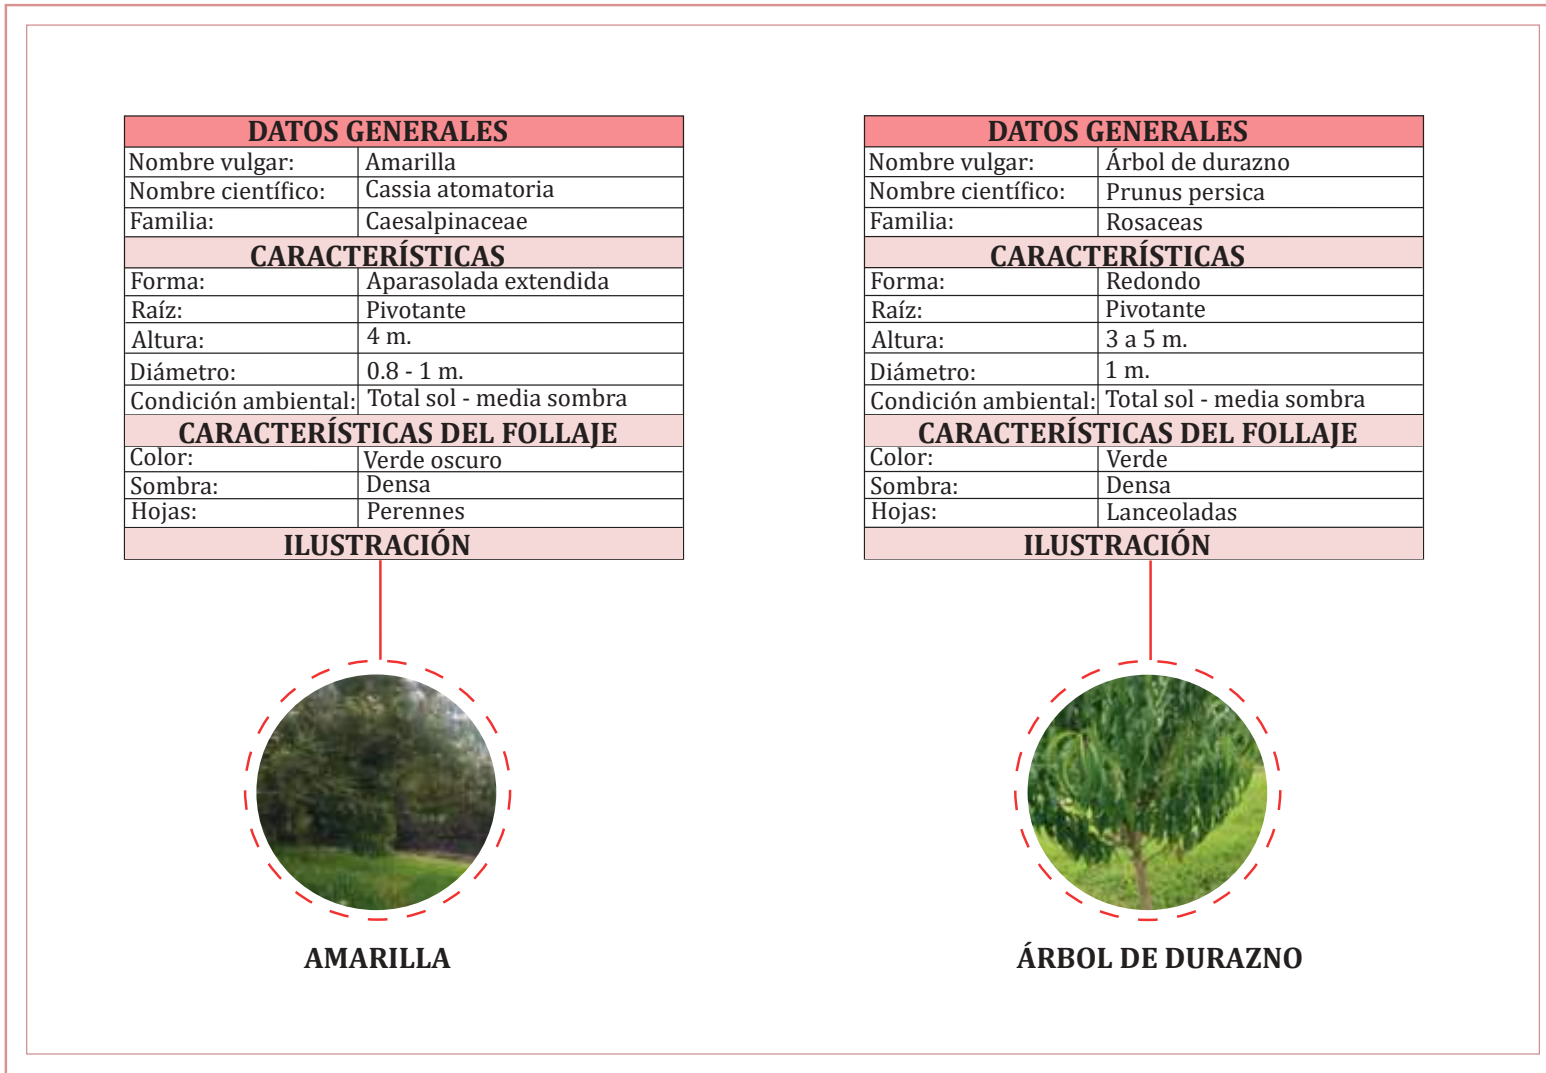 DATOS GENERALES
Nombre vulgar: Amarilla
Nombre científico: Cassia atomatoria
Familia: Caesalpinaceae
CARACTERÍSTICAS
Forma: Aparasolada extendida
Raíz: Pivotante
Altura: 4 m.
Diámetro: 0.8 - 1 m.
Condición ambiental: Total sol - media sombra
CARACTERÍSTICAS DEL FOLLAJE
Color: Verde oscuro
Sombra: Densa
Hojas: Perennes
ILUSTRACIÓN
AMARILLA
DATOS GENERALES
Nombre vulgar: Árbol de durazno
Nombre científico: Prunus persica
Familia: Rosaceas
CARACTERÍSTICAS
Forma: Redondo
Raíz: Pivotante
Altura: 3 a 5 m.
Diámetro: 1 m.
Condición ambiental: Total sol - media sombra
CARACTERÍSTICAS DEL FOLLAJE
Color: Verde
Sombra: Densa
Hojas: Lanceoladas
ILUSTRACIÓN
ÁRBOL DE DURAZNO